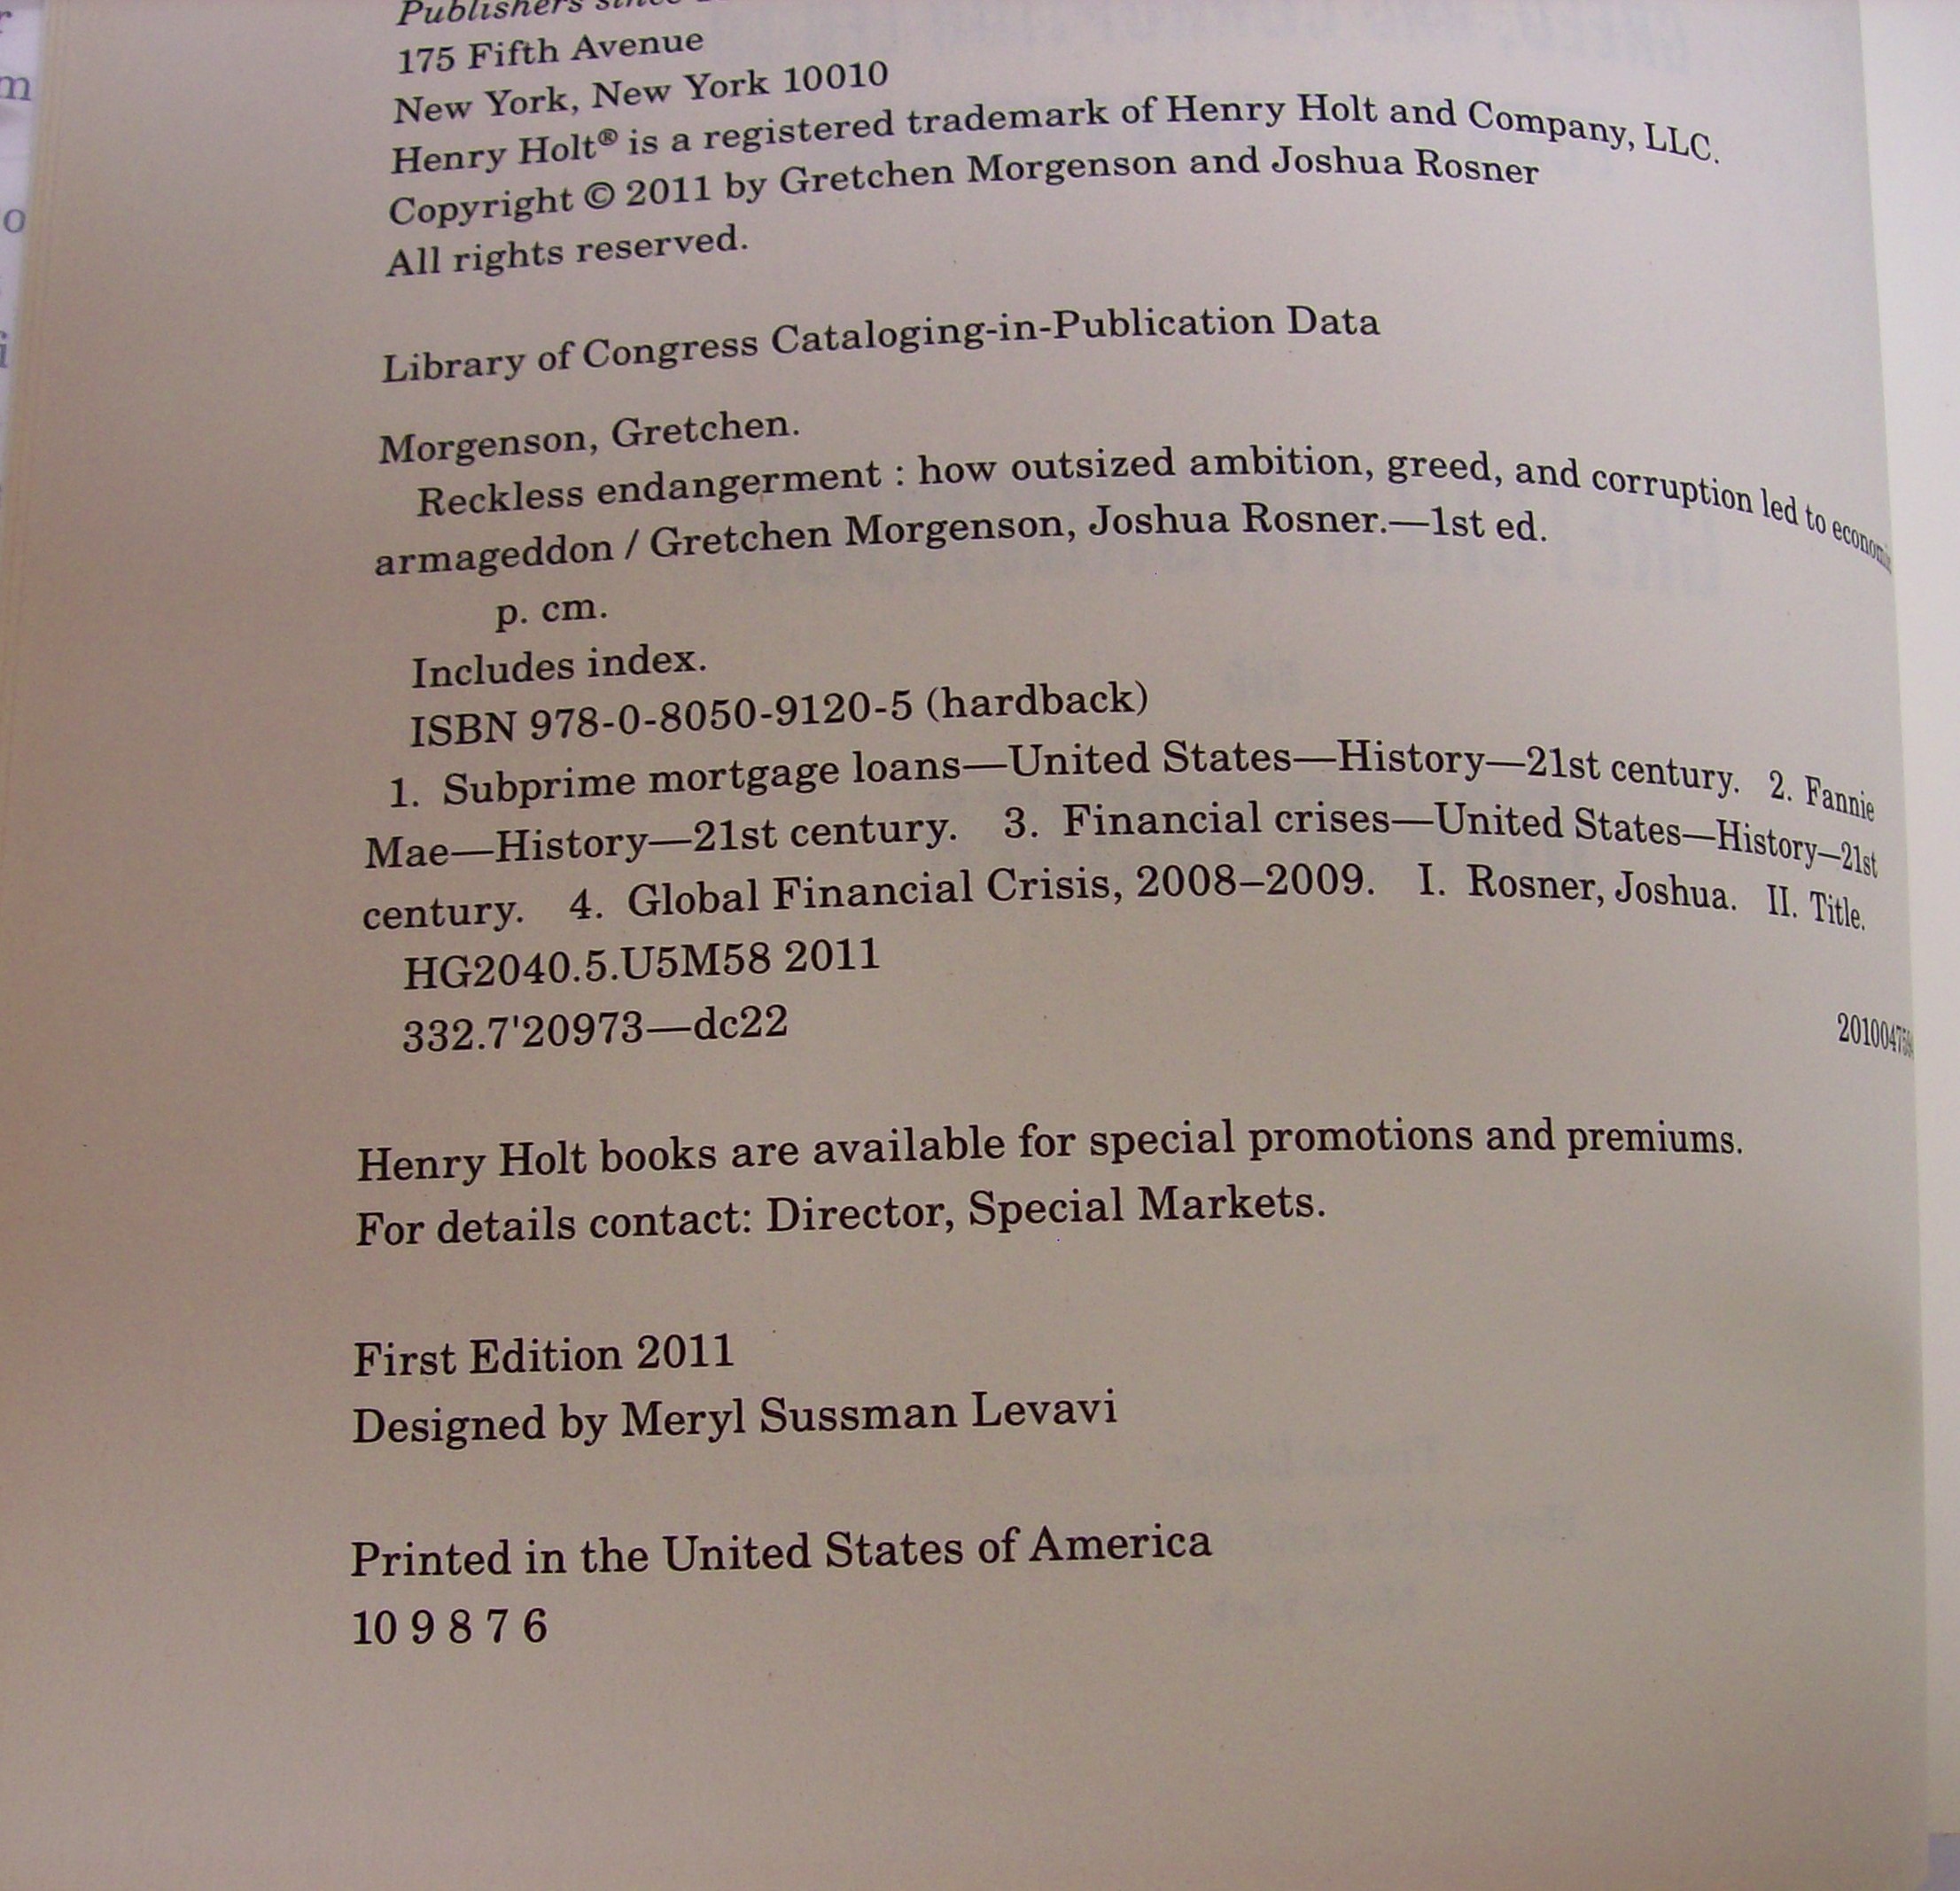 Publishers since
175 Fifth Avenue
New York, New York 10010
Henry Holt® is a registered trademark of Henry Holt and Company, LLC.
Copyright © 2011 by Gretchen Morgenson and Joshua Rosner
All rights reserved.
Library of Congress Cataloging-in-Publication Data
Morgenson, Gretchen.
Reckless endangerment : how outsized ambition, greed, and corruption led to
armageddon / Gretchen Morgenson, Joshua Rosner.—1st ed.
p. cm.
Includes index.
ISBN 978-0-8050-9120-5 (hardback)
1. Subprime mortgage loans—United States—History—21st century. 2. Fannie
Mae—History—21st century. 3. Financial crises—United States—History—21st
century. 4. Global Financial Crisis, 2008–2009. I. Rosner, Joshua. II. Title.
HG2040.5.U5M58 2011
332.7'20973—dc22
Henry Holt books are available for special promotions and premiums.
For details contact: Director, Special Markets.
First Edition 2011
Designed by Meryl Sussman Levavi
Printed in the United States of America
10 9 8 7 6